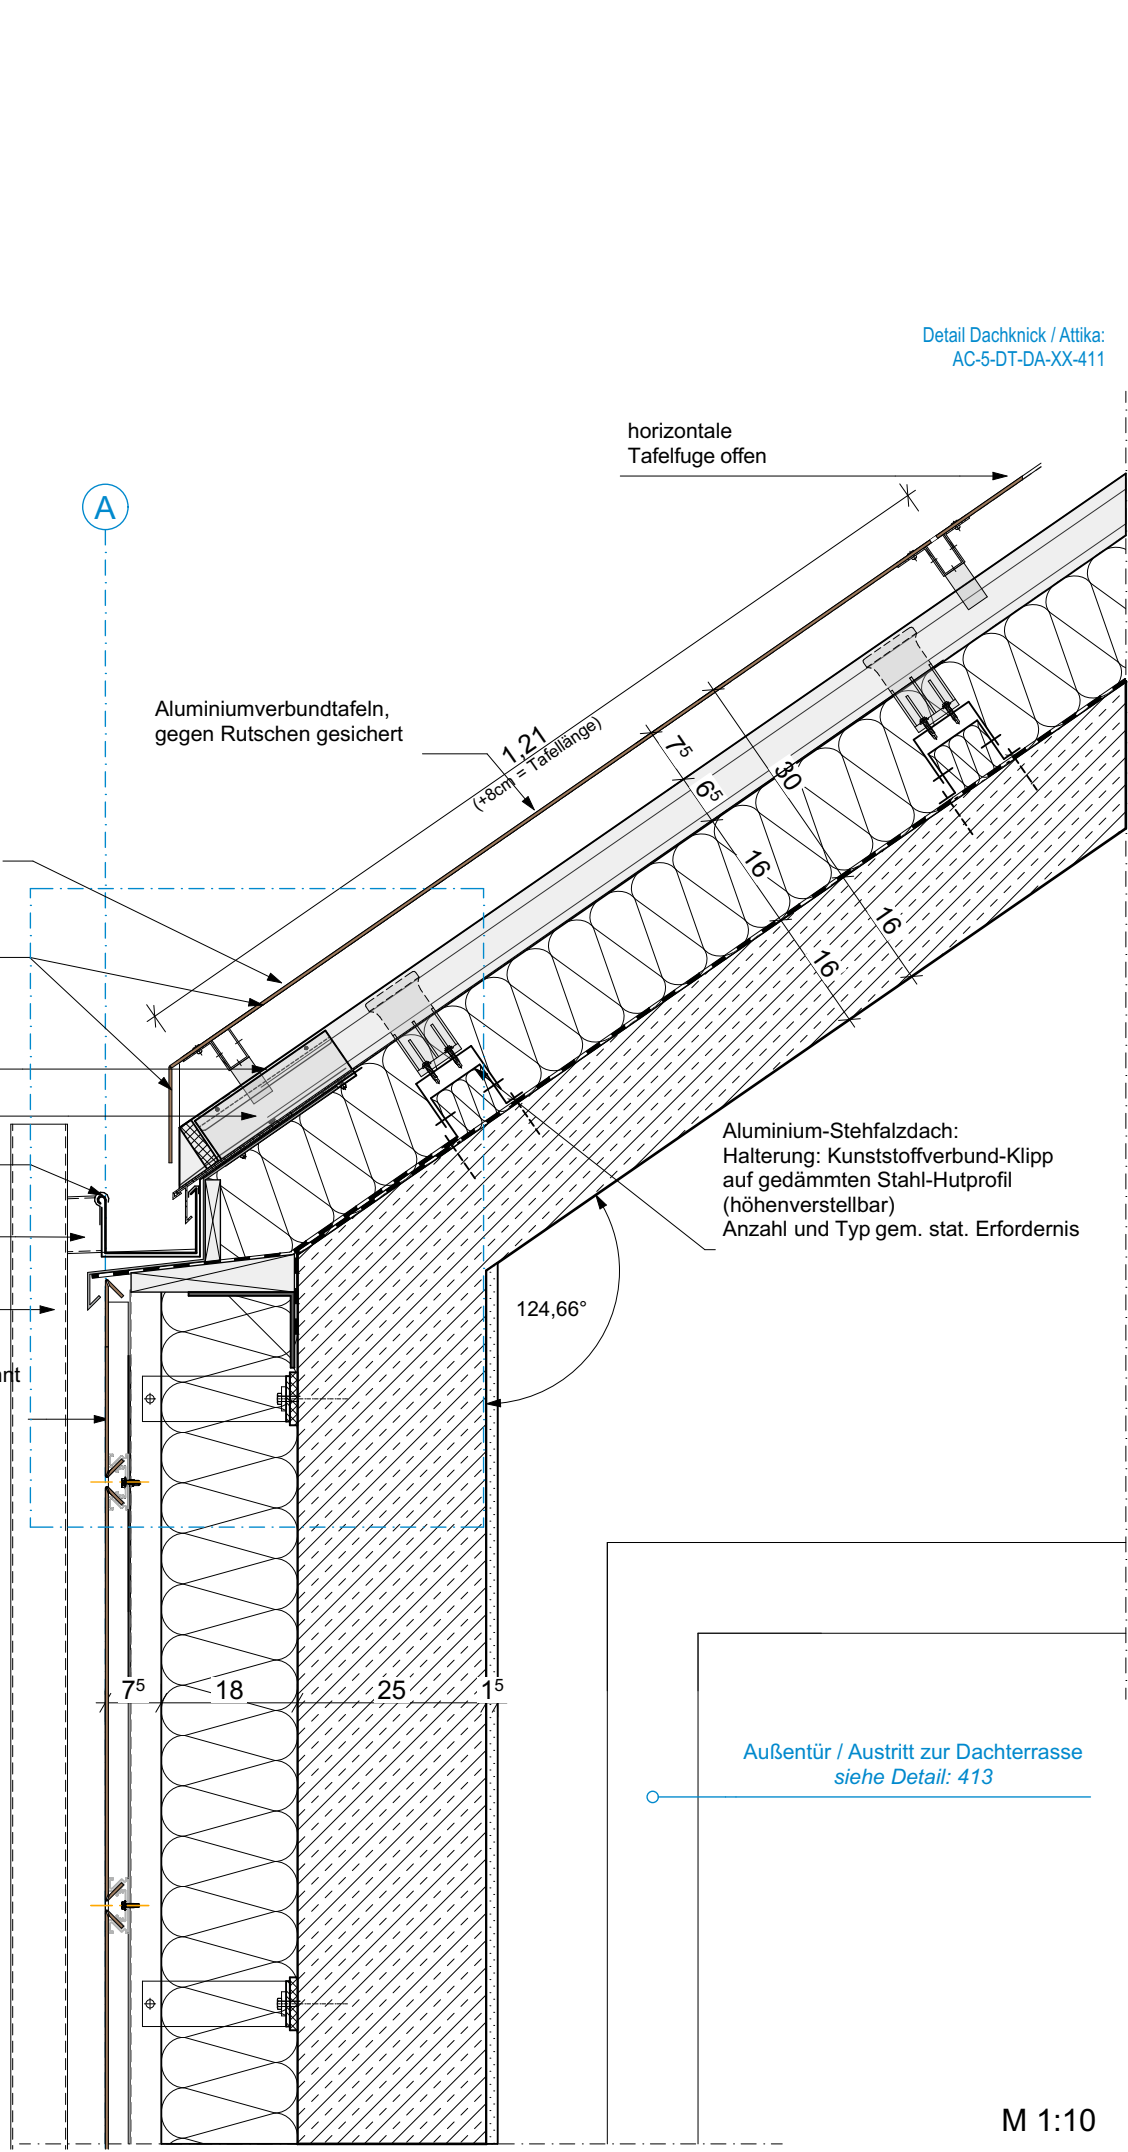 Detail Dachknick / Attika:
AC-5-DT-DA-XX-411
horizontale
Tafelfuge offen
A
Aluminiumverbundtafeln,
gegen Rutschen gesichert
1,21
(+8cm = Tafellänge)
7⁵
6⁵
30
16
16
16
Aluminium-Stehfalzdach:
Halterung: Kunststoffverbund-Klipp
auf gedämmten Stahl-Hutprofil
(höhenverstellbar)
Anzahl und Typ gem. stat. Erfordernis
124,66°
7⁵ 18 25 1⁵
Außentür / Austritt zur Dachterrasse
siehe Detail: 413
M 1:10